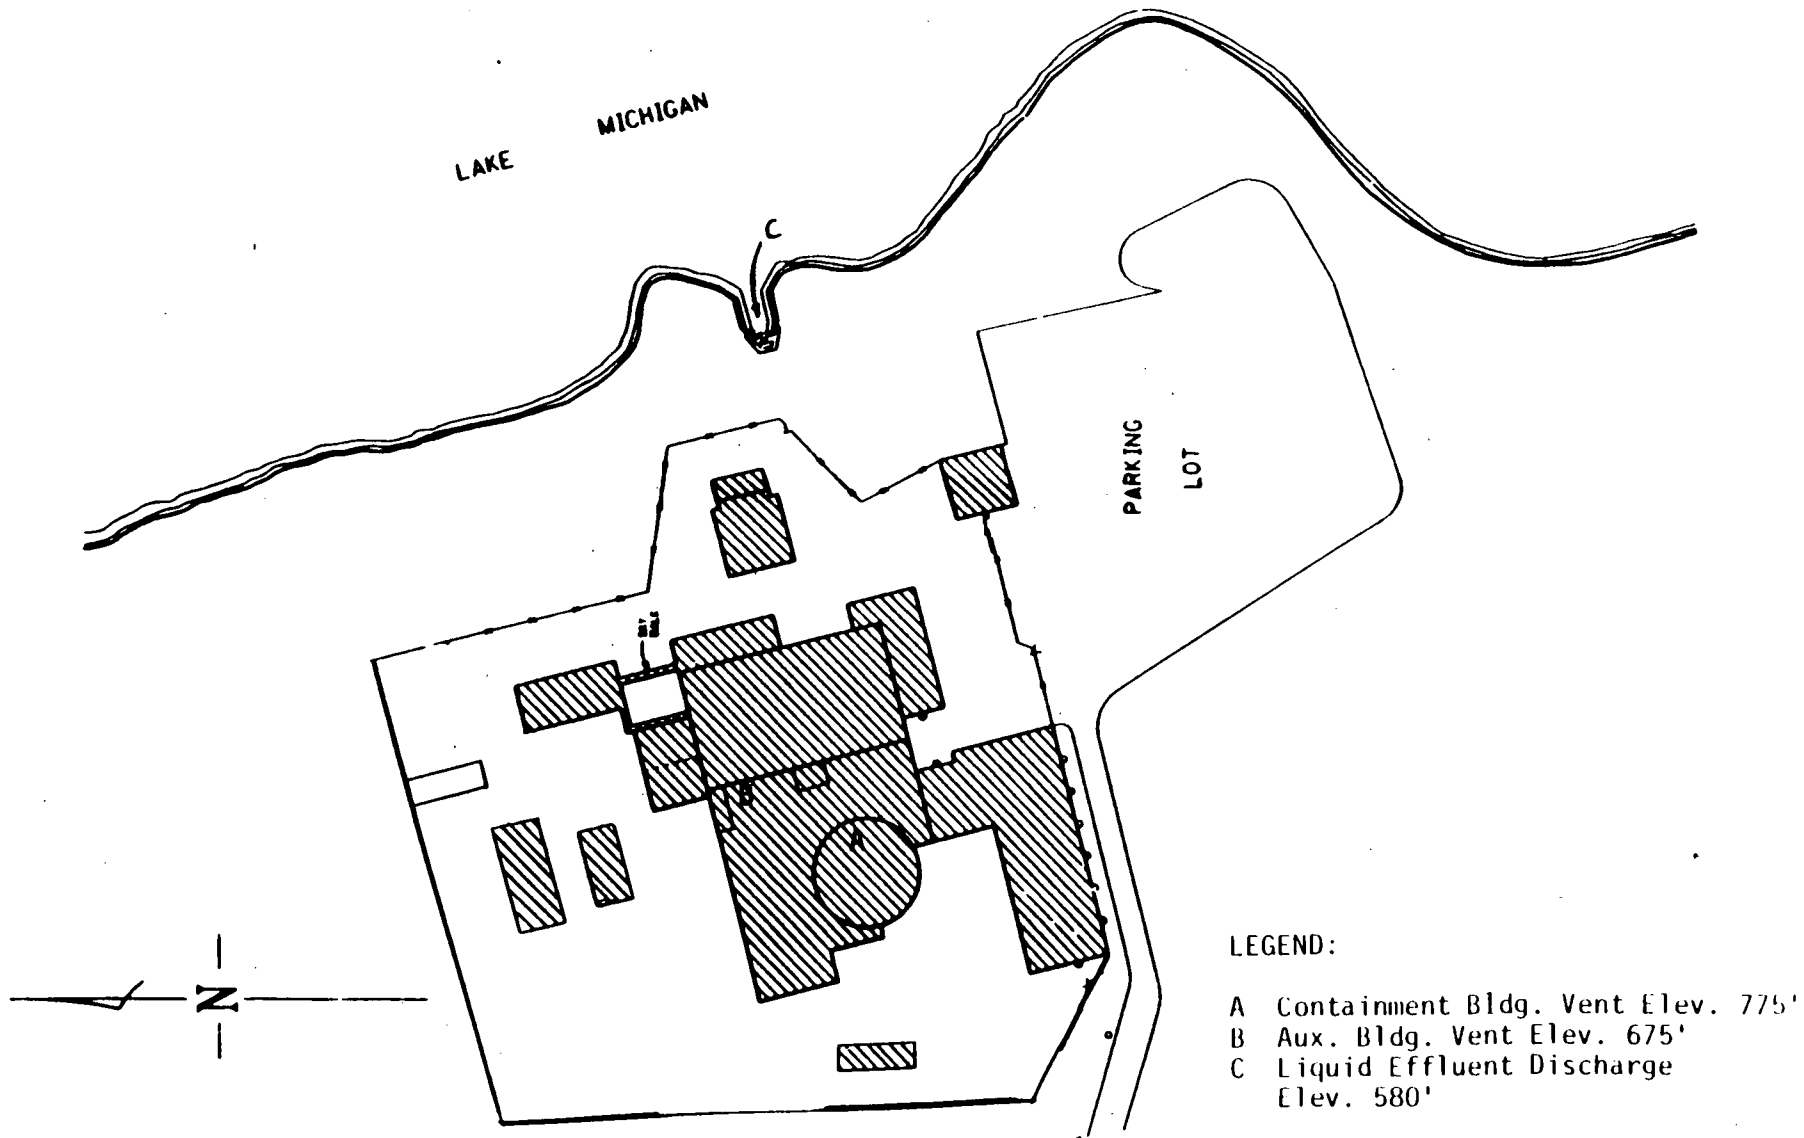 MICHIGAN
LAKE
C
PARKING
LOT
B
A
N
LEGEND:
A Containment Bldg. Vent Elev. 775'
B Aux. Bldg. Vent Elev. 675'
C Liquid Effluent Discharge
Elev. 580'